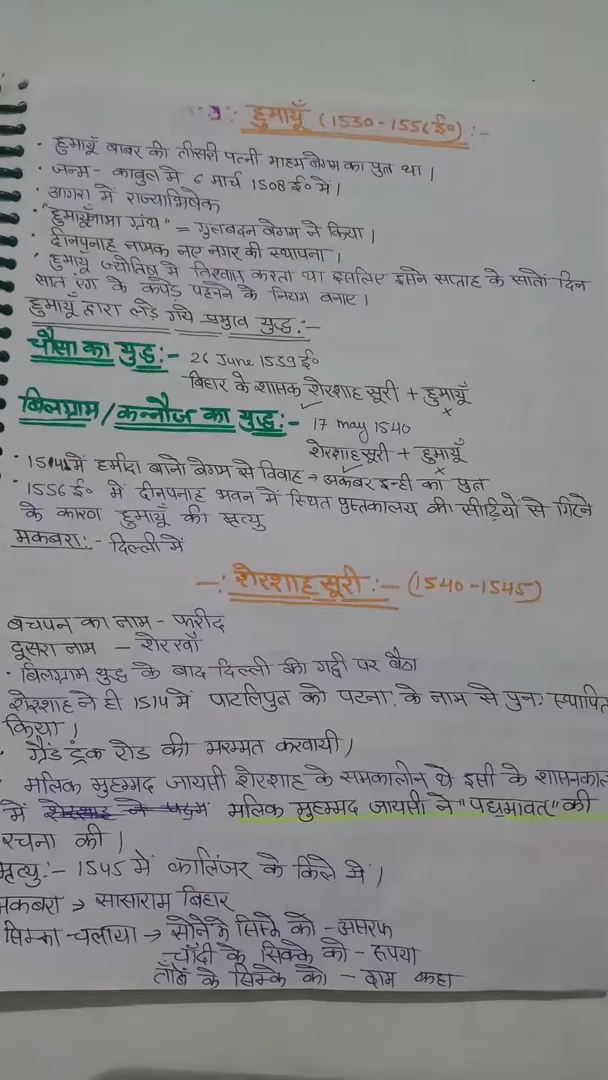 हुमायूँ (1530-1556 ई०) :-
• हुमायूँ बाबर की तीसरी पत्नी माहम बेगम का पुत्र था।
• जन्म - काबुल में 6 मार्च 1508 ई० में।
• आगरा में राज्याभिषेक
• "हुमायूँनामा ग्रंथ" = गुलबदन बेगम ने किया।
• दीनपनाह नामक नए नगर की स्थापना।
• हुमायूँ ज्योतिष में विश्वास करता था इसलिए इसने सप्ताह के सातों दिन
सात रंग के कपड़े पहनने के नियम बनाए।
हुमायूँ द्वारा लड़े गये प्रमुख युद्ध :-
चौसा का युद्ध :- 26 June 1539 ई०
बिहार के शासक शेरशाह सूरी + हुमायूँ
✓ ×
बिलग्राम / कन्नौज का युद्ध :- 17 may 1540
शेरशाह सूरी + हुमायूँ
✓ ×
• में हमीदा बानो बेगम से विवाह → अकबर इन्ही का पुत्र
• 1556 ई० में दीनपनाह भवन में स्थित पुस्तकालय की सीढ़ियों से गिरने
के कारण हुमायूँ की मृत्यु
मकबरा :- दिल्ली में
-: शेरशाह सूरी :- (1540-1545)
बचपन का नाम - फरीद
दूसरा नाम - शेरखाँ
• बिलग्राम युद्ध के बाद दिल्ली की गद्दी पर बैठा
शेरशाह ने ही 1514 में पाटलिपुत्र को पटना के नाम से पुनः स्थापित
किया।
• ग्रैंड ट्रंक रोड की मरम्मत करवायी।
• मलिक मुहम्मद जायसी शेरशाह के समकालीन थे इसी के शासनकाल
में मलिक मुहम्मद जायसी ने "पद्मावत" की
रचना की।
मृत्यु :- 1545 में कालिंजर के किले में।
मकबरा → सासाराम बिहार
सिक्का चलाया → सोने के सिक्के को - असरफ
चाँदी के सिक्के को - रुपया
ताँबे के सिक्के को - दाम कहा